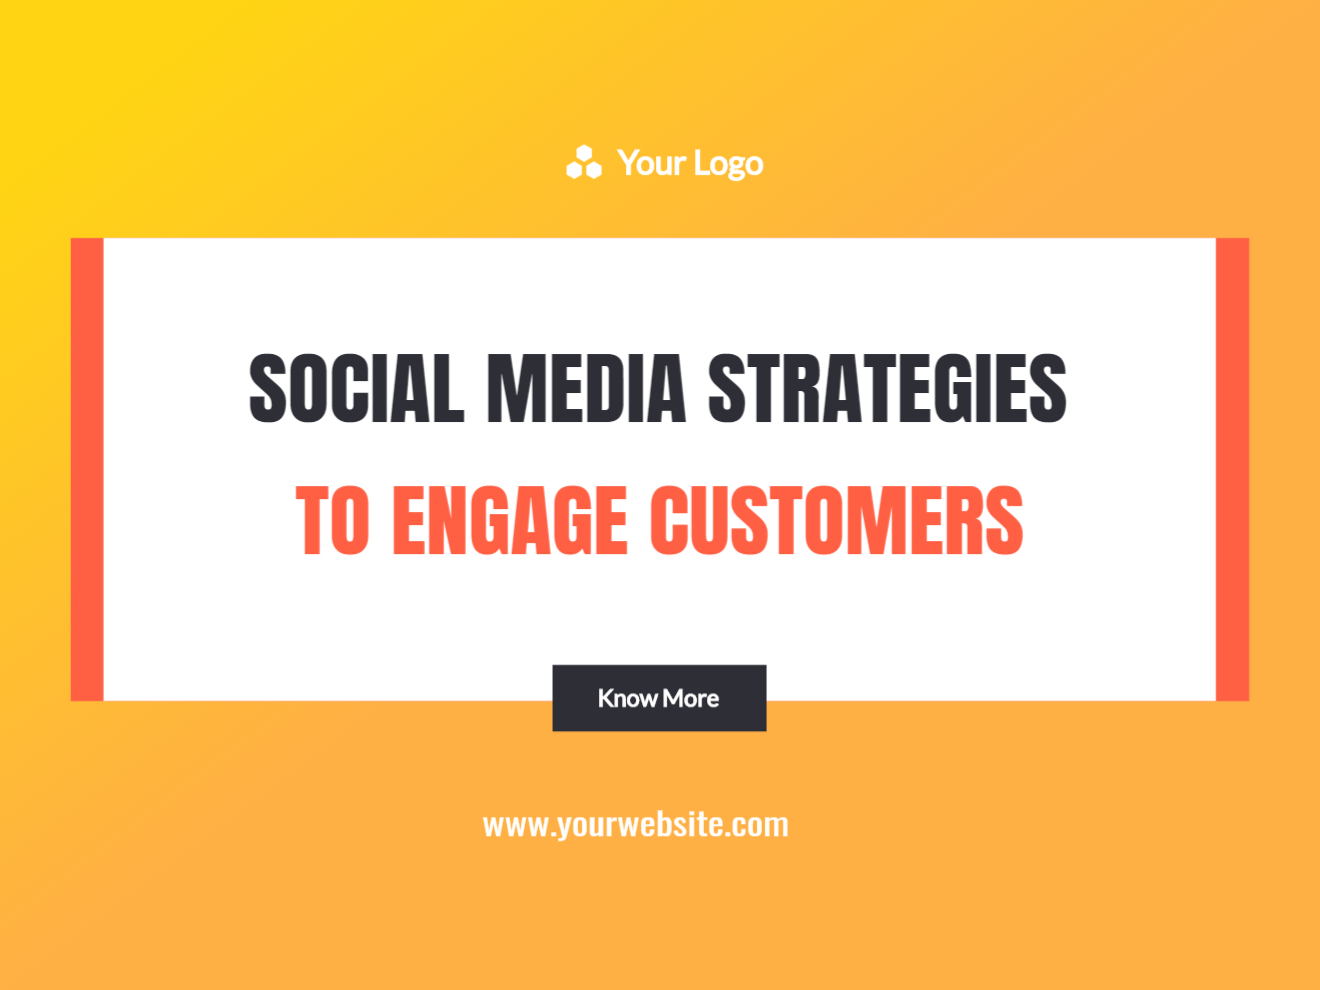 Your Logo
SOCIAL MEDIA STRATEGIES
TO ENGAGE CUSTOMERS
Know More
www.yourwebsite.com